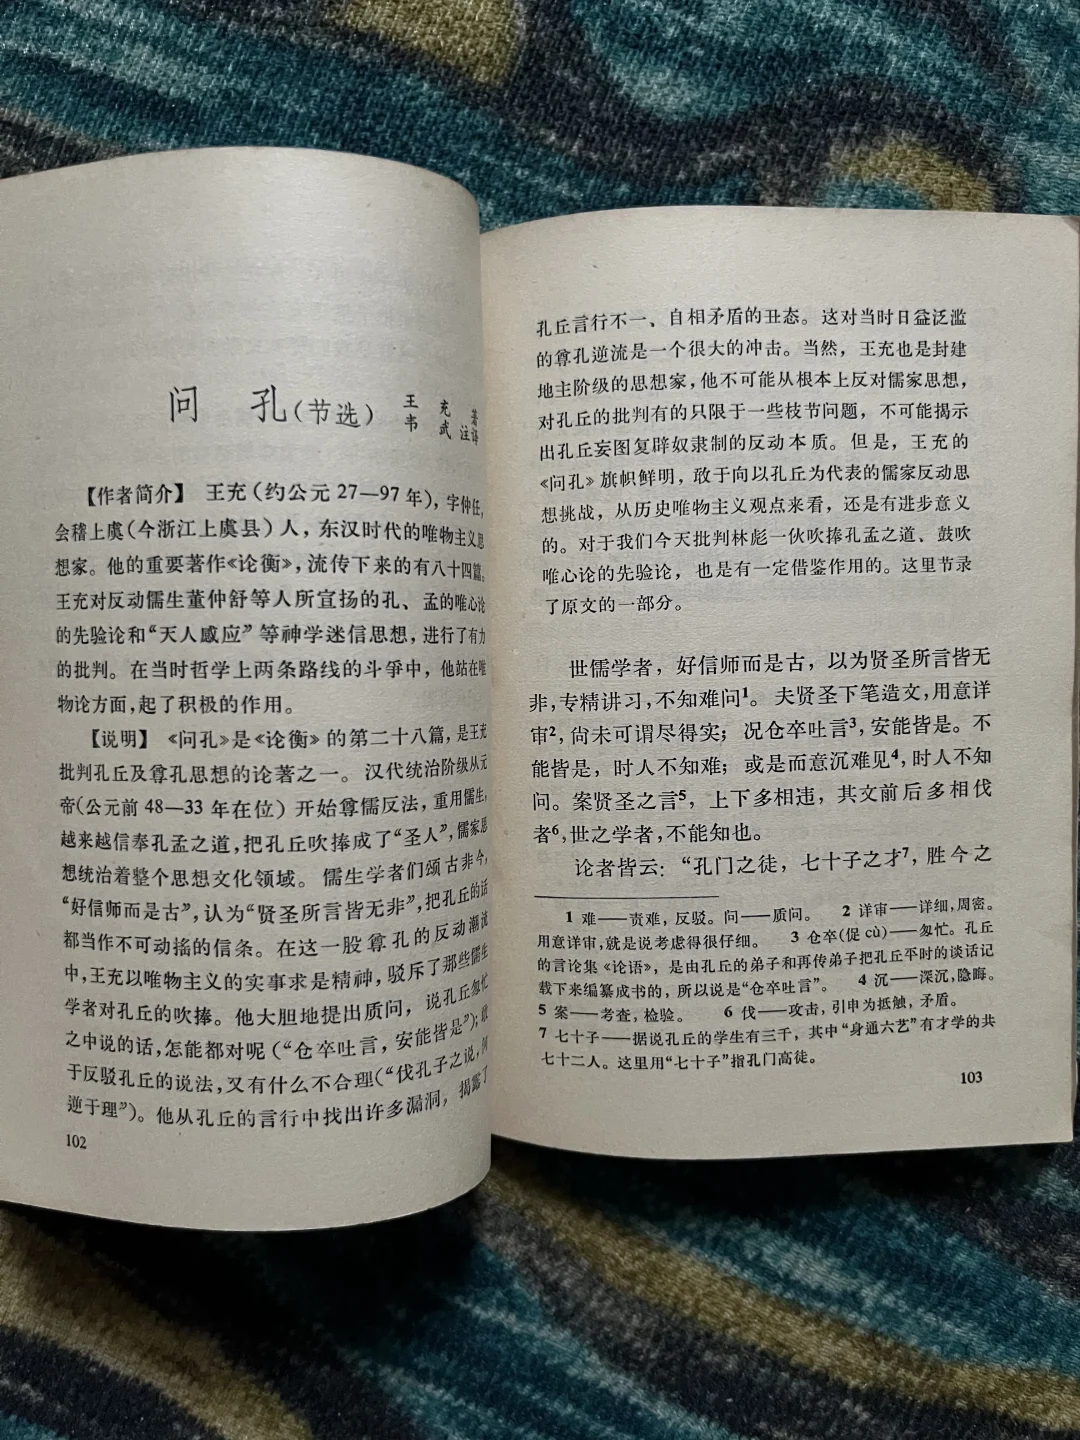 问 孔(节选) 王 充 著
韦 武 注译
【作者简介】 王充(约公元27—97年),字仲任,
会稽上虞(今浙江上虞县)人，东汉时代的唯物主义思
想家。他的重要著作《论衡》，流传下来的有八十四篇。
王充对反动儒生董仲舒等人所宣扬的孔、孟的唯心论
的先验论和“天人感应”等神学迷信思想，进行了有力
的批判。在当时哲学上两条路线的斗争中，他站在唯
物论方面，起了积极的作用。
【说明】《问孔》是《论衡》的第二十八篇，是王充
批判孔丘及尊孔思想的论著之一。汉代统治阶级从元
帝(公元前48—33年在位)开始尊儒反法，重用儒生，
越来越信奉孔孟之道，把孔丘吹捧成了“圣人”，儒家思
想统治着整个思想文化领域。儒生学者们颂古非今，
“好信师而是古”，认为“贤圣所言皆无非”，把孔丘的话
都当作不可动摇的信条。在这一股尊孔的反动潮流
中，王充以唯物主义的实事求是精神，驳斥了那些儒生
学者对孔丘的吹捧。他大胆地提出质问，说孔丘匆忙
之中说的话，怎能都对呢(“仓卒吐言，安能皆是”)；
于反驳孔丘的说法，又有什么不合理(“伐孔子之说，何
逆于理”)。他从孔丘的言行中找出许多漏洞，揭露了
102
孔丘言行不一、自相矛盾的丑态。这对当时日益泛滥
的尊孔逆流是一个很大的冲击。当然，王充也是封建
地主阶级的思想家，他不可能从根本上反对儒家思想，
对孔丘的批判有的只限于一些枝节问题，不可能揭示
出孔丘妄图复辟奴隶制的反动本质。但是，王充的
《问孔》旗帜鲜明，敢于向以孔丘为代表的儒家反动思
想挑战，从历史唯物主义观点来看，还是有进步意义
的。对于我们今天批判林彪一伙吹捧孔孟之道、鼓吹
唯心论的先验论，也是有一定借鉴作用的。这里节录
了原文的一部分。
世儒学者，好信师而是古，以为贤圣所言皆无
非，专精讲习，不知难问1。夫贤圣下笔造文，用意详
审2，尚未可谓尽得实；况仓卒吐言3，安能皆是。不
能皆是，时人不知难；或是而意沉难见4，时人不知
问。案贤圣之言5，上下多相违，其文前后多相伐
者6，世之学者，不能知也。
论者皆云：“孔门之徒，七十子之才7，胜今之
1 难——责难，反驳。问——质问。 2 详审——详细，周密。
用意详审，就是说考虑得很仔细。 3 仓卒(促cù)——匆忙。孔丘
的言论集《论语》，是由孔丘的弟子和再传弟子把孔丘平时的谈话记
载下来编纂成书的，所以说是“仓卒吐言”。 4 沉——深沉，隐晦。
5 案——考查，检验。 6 伐——攻击，引申为抵触，矛盾。
7 七十子——据说孔丘的学生有三千，其中“身通六艺”有才学的共
七十二人。这里用“七十子”指孔门高徒。
103